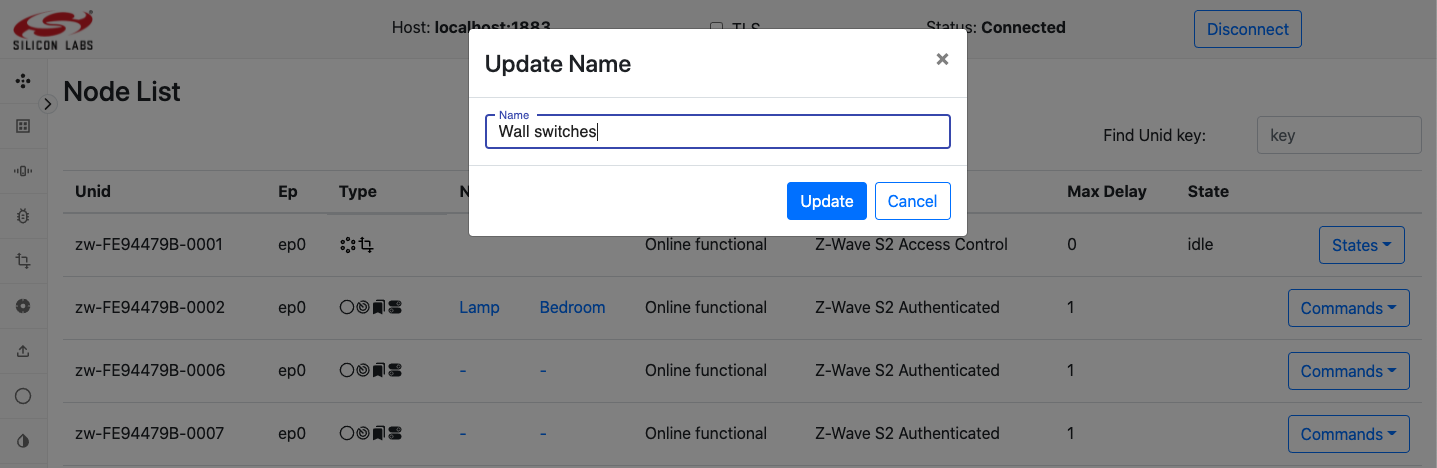 SILICON LABS
Host: localhost:1883 TLS Status: Connected Disconnect
Update Name ×
Node List
Name
Wall switches
Find Unid key: key
Update Cancel
Unid Ep Type N Max Delay State
zw-FE94479B-0001 ep0 Online functional Z-Wave S2 Access Control 0 idle States
zw-FE94479B-0002 ep0 Lamp Bedroom Online functional Z-Wave S2 Authenticated 1 Commands
zw-FE94479B-0006 ep0 - - Online functional Z-Wave S2 Authenticated 1 Commands
zw-FE94479B-0007 ep0 - - Online functional Z-Wave S2 Authenticated 1 Commands